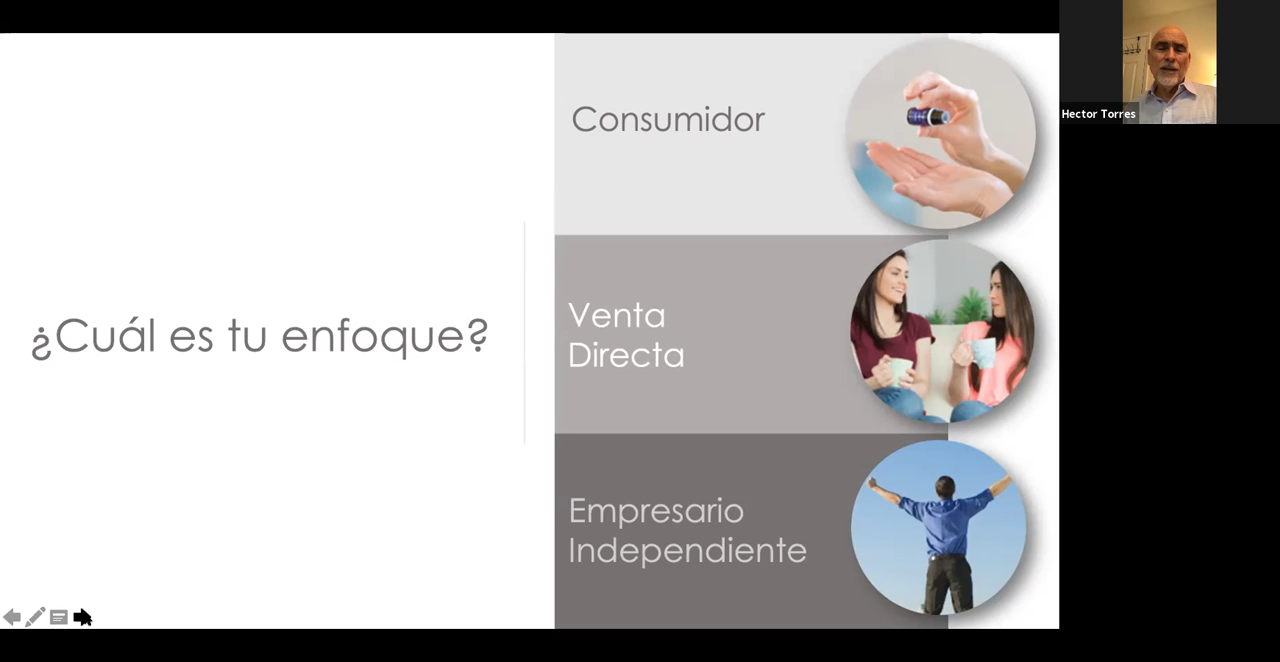 ¿Cuál es tu enfoque?
Consumidor
Venta
Directa
Empresario
Independiente
Hector Torres